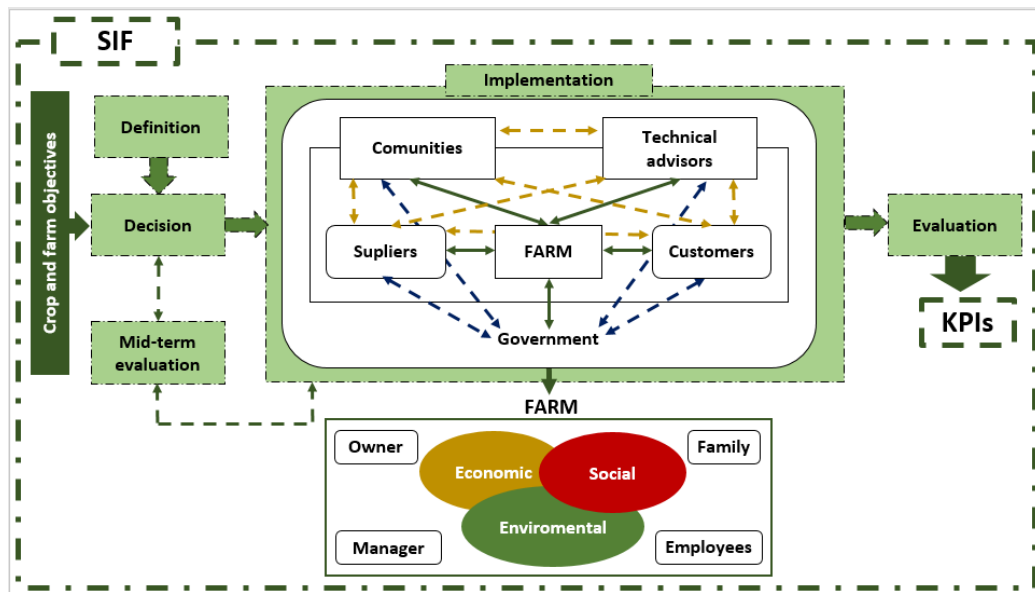 SIF
Implementation
Crop and farm objectives
Definition
Comunities
Technical
advisors
Decision
Supliers
FARM
Customers
Evaluation
Mid-term
evaluation
Government
KPIs
FARM
Owner
Family
Economic
Social
Enviromental
Manager
Employees